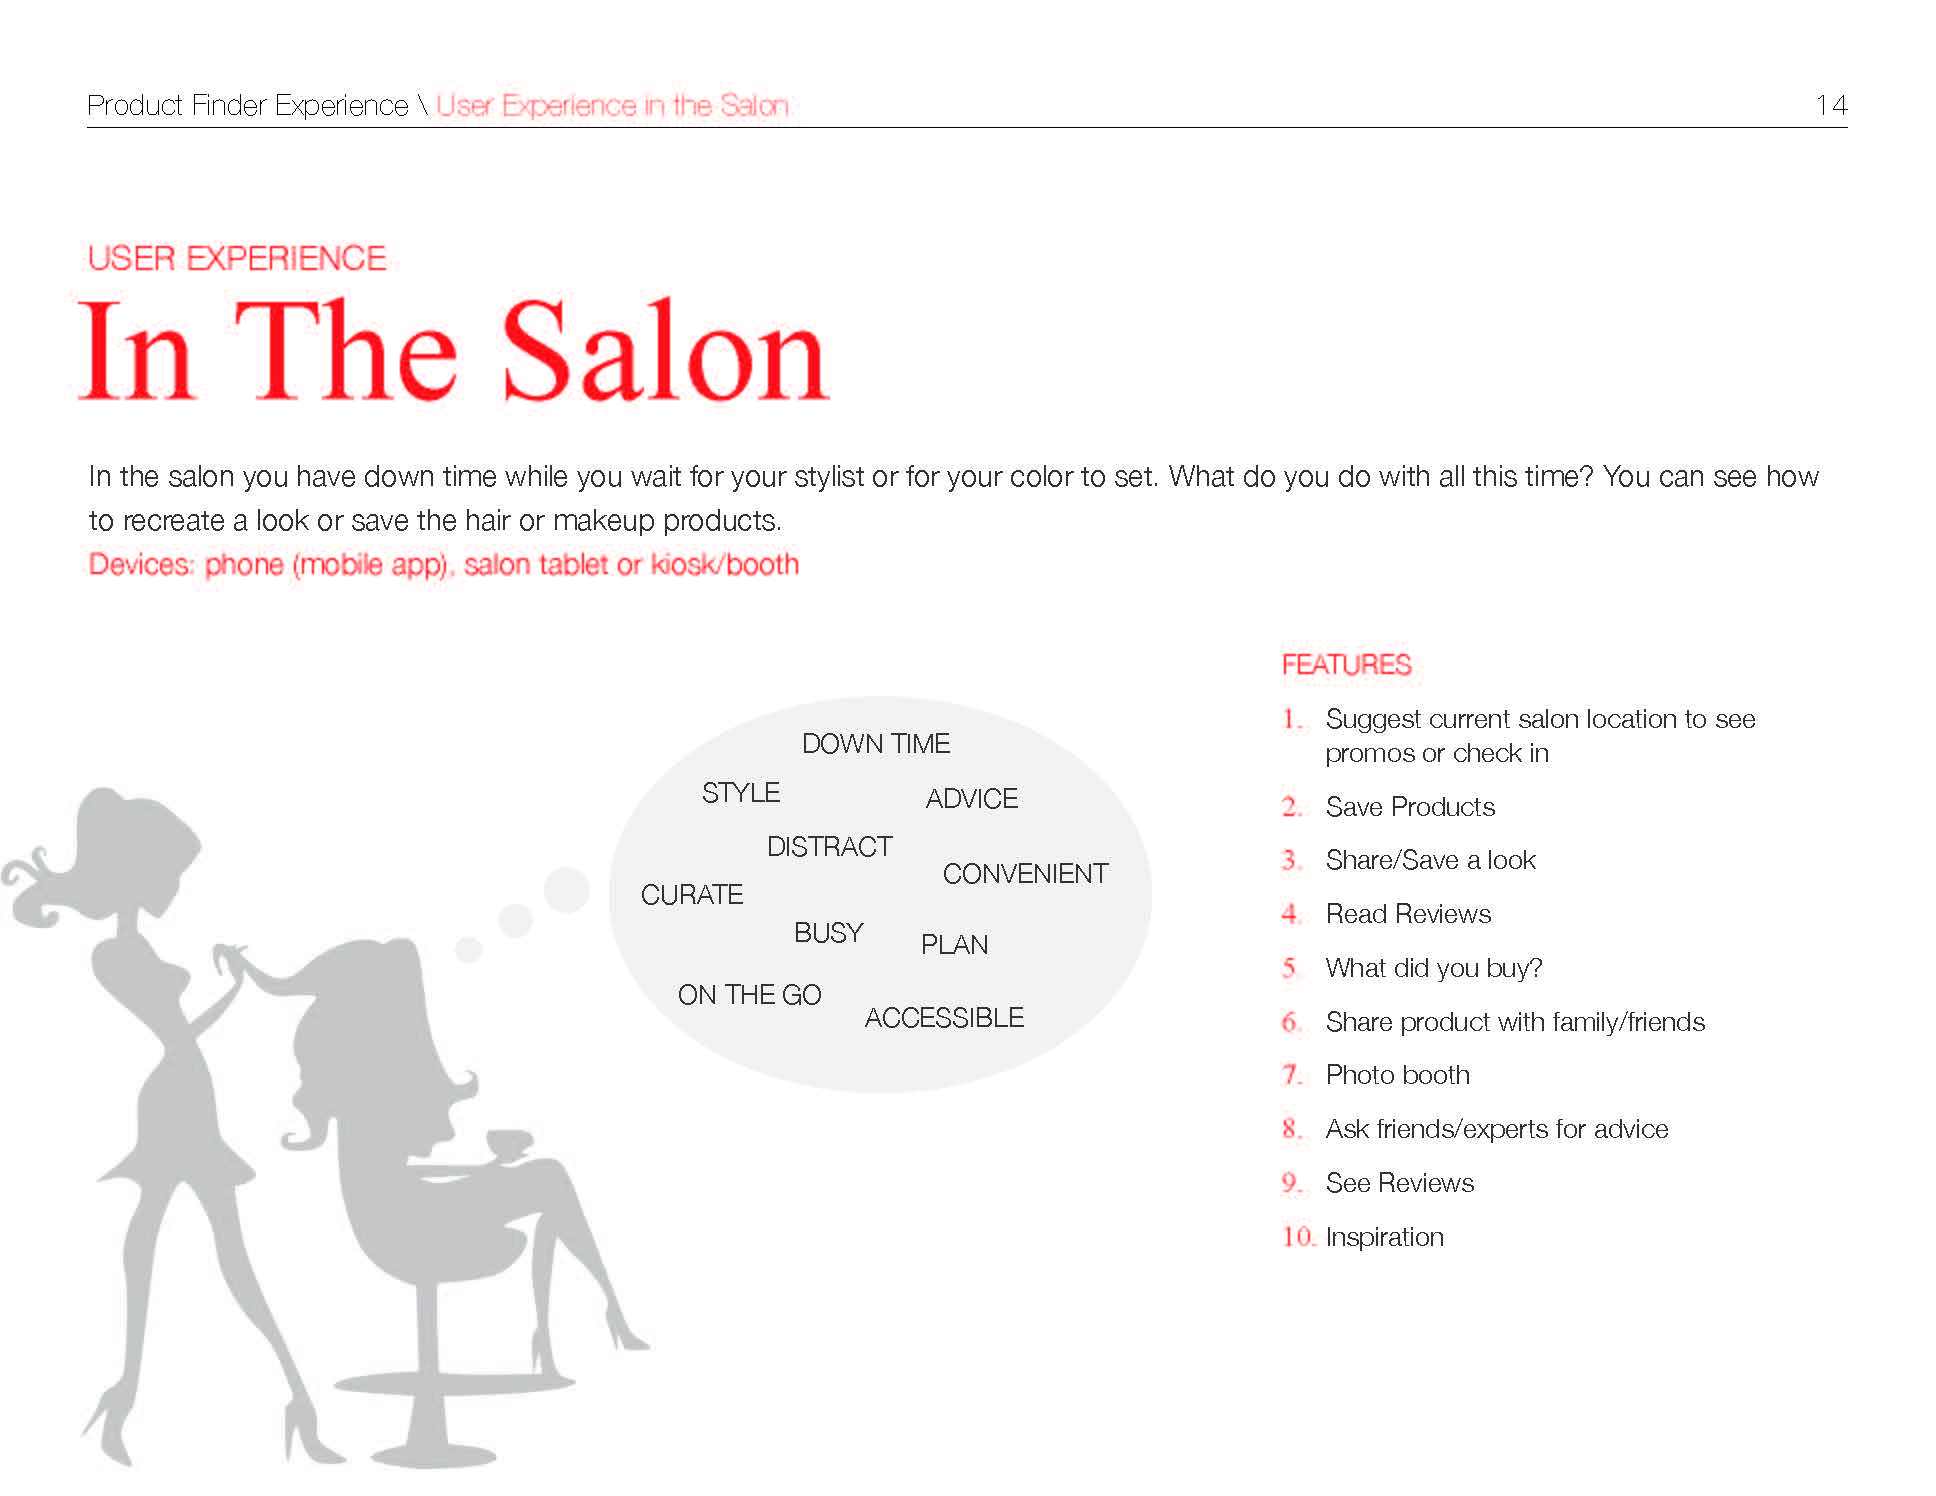 Product Finder Experience \ User Experience in the Salon 14
USER EXPERIENCE
In The Salon
In the salon you have down time while you wait for your stylist or for your color to set. What do you do with all this time? You can see how
to recreate a look or save the hair or makeup products.
Devices: phone (mobile app), salon tablet or kiosk/booth
DOWN TIME
STYLE
ADVICE
DISTRACT
CONVENIENT
CURATE
BUSY
PLAN
ON THE GO
ACCESSIBLE
FEATURES
1. Suggest current salon location to see
promos or check in
2. Save Products
3. Share/Save a look
4. Read Reviews
5. What did you buy?
6. Share product with family/friends
7. Photo booth
8. Ask friends/experts for advice
9. See Reviews
10. Inspiration